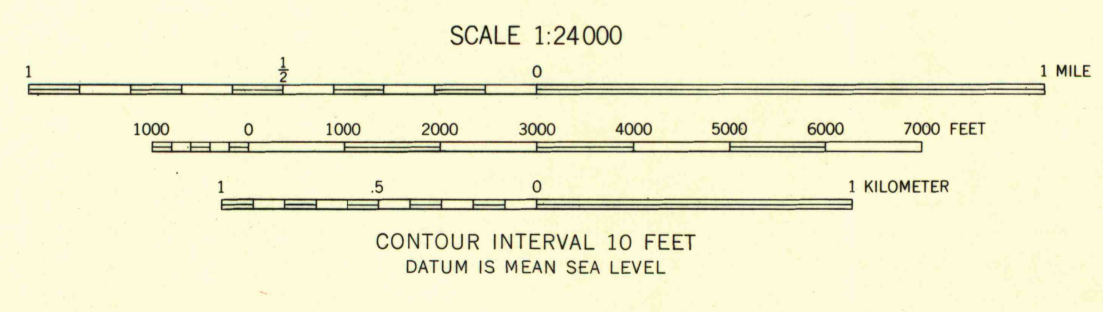 SCALE 1:24000
1 1/2 0 1 MILE
1000 0 1000 2000 3000 4000 5000 6000 7000 FEET
1 .5 0 1 KILOMETER
CONTOUR INTERVAL 10 FEET
DATUM IS MEAN SEA LEVEL